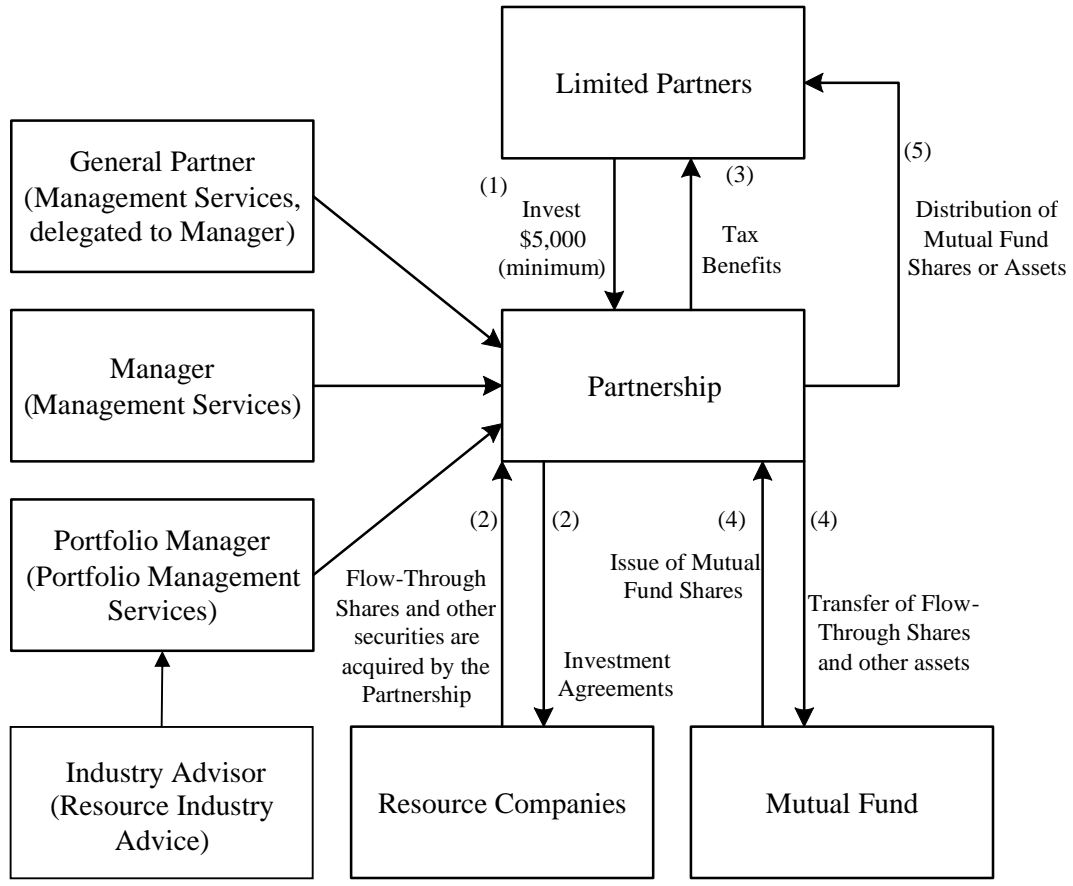 Limited Partners
General Partner
(Management Services,
delegated to Manager)
(1)
Invest
$5,000
(minimum)
(3)
Tax
Benefits
(5)
Distribution of
Mutual Fund
Shares or Assets
Manager
(Management Services)
Partnership
Portfolio Manager
(Portfolio Management
Services)
(2)
Flow-Through
Shares and other
securities are
acquired by the
Partnership
(2)
Investment
Agreements
(4)
Issue of Mutual
Fund Shares
(4)
Transfer of Flow-
Through Shares
and other assets
Industry Advisor
(Resource Industry
Advice)
Resource Companies
Mutual Fund